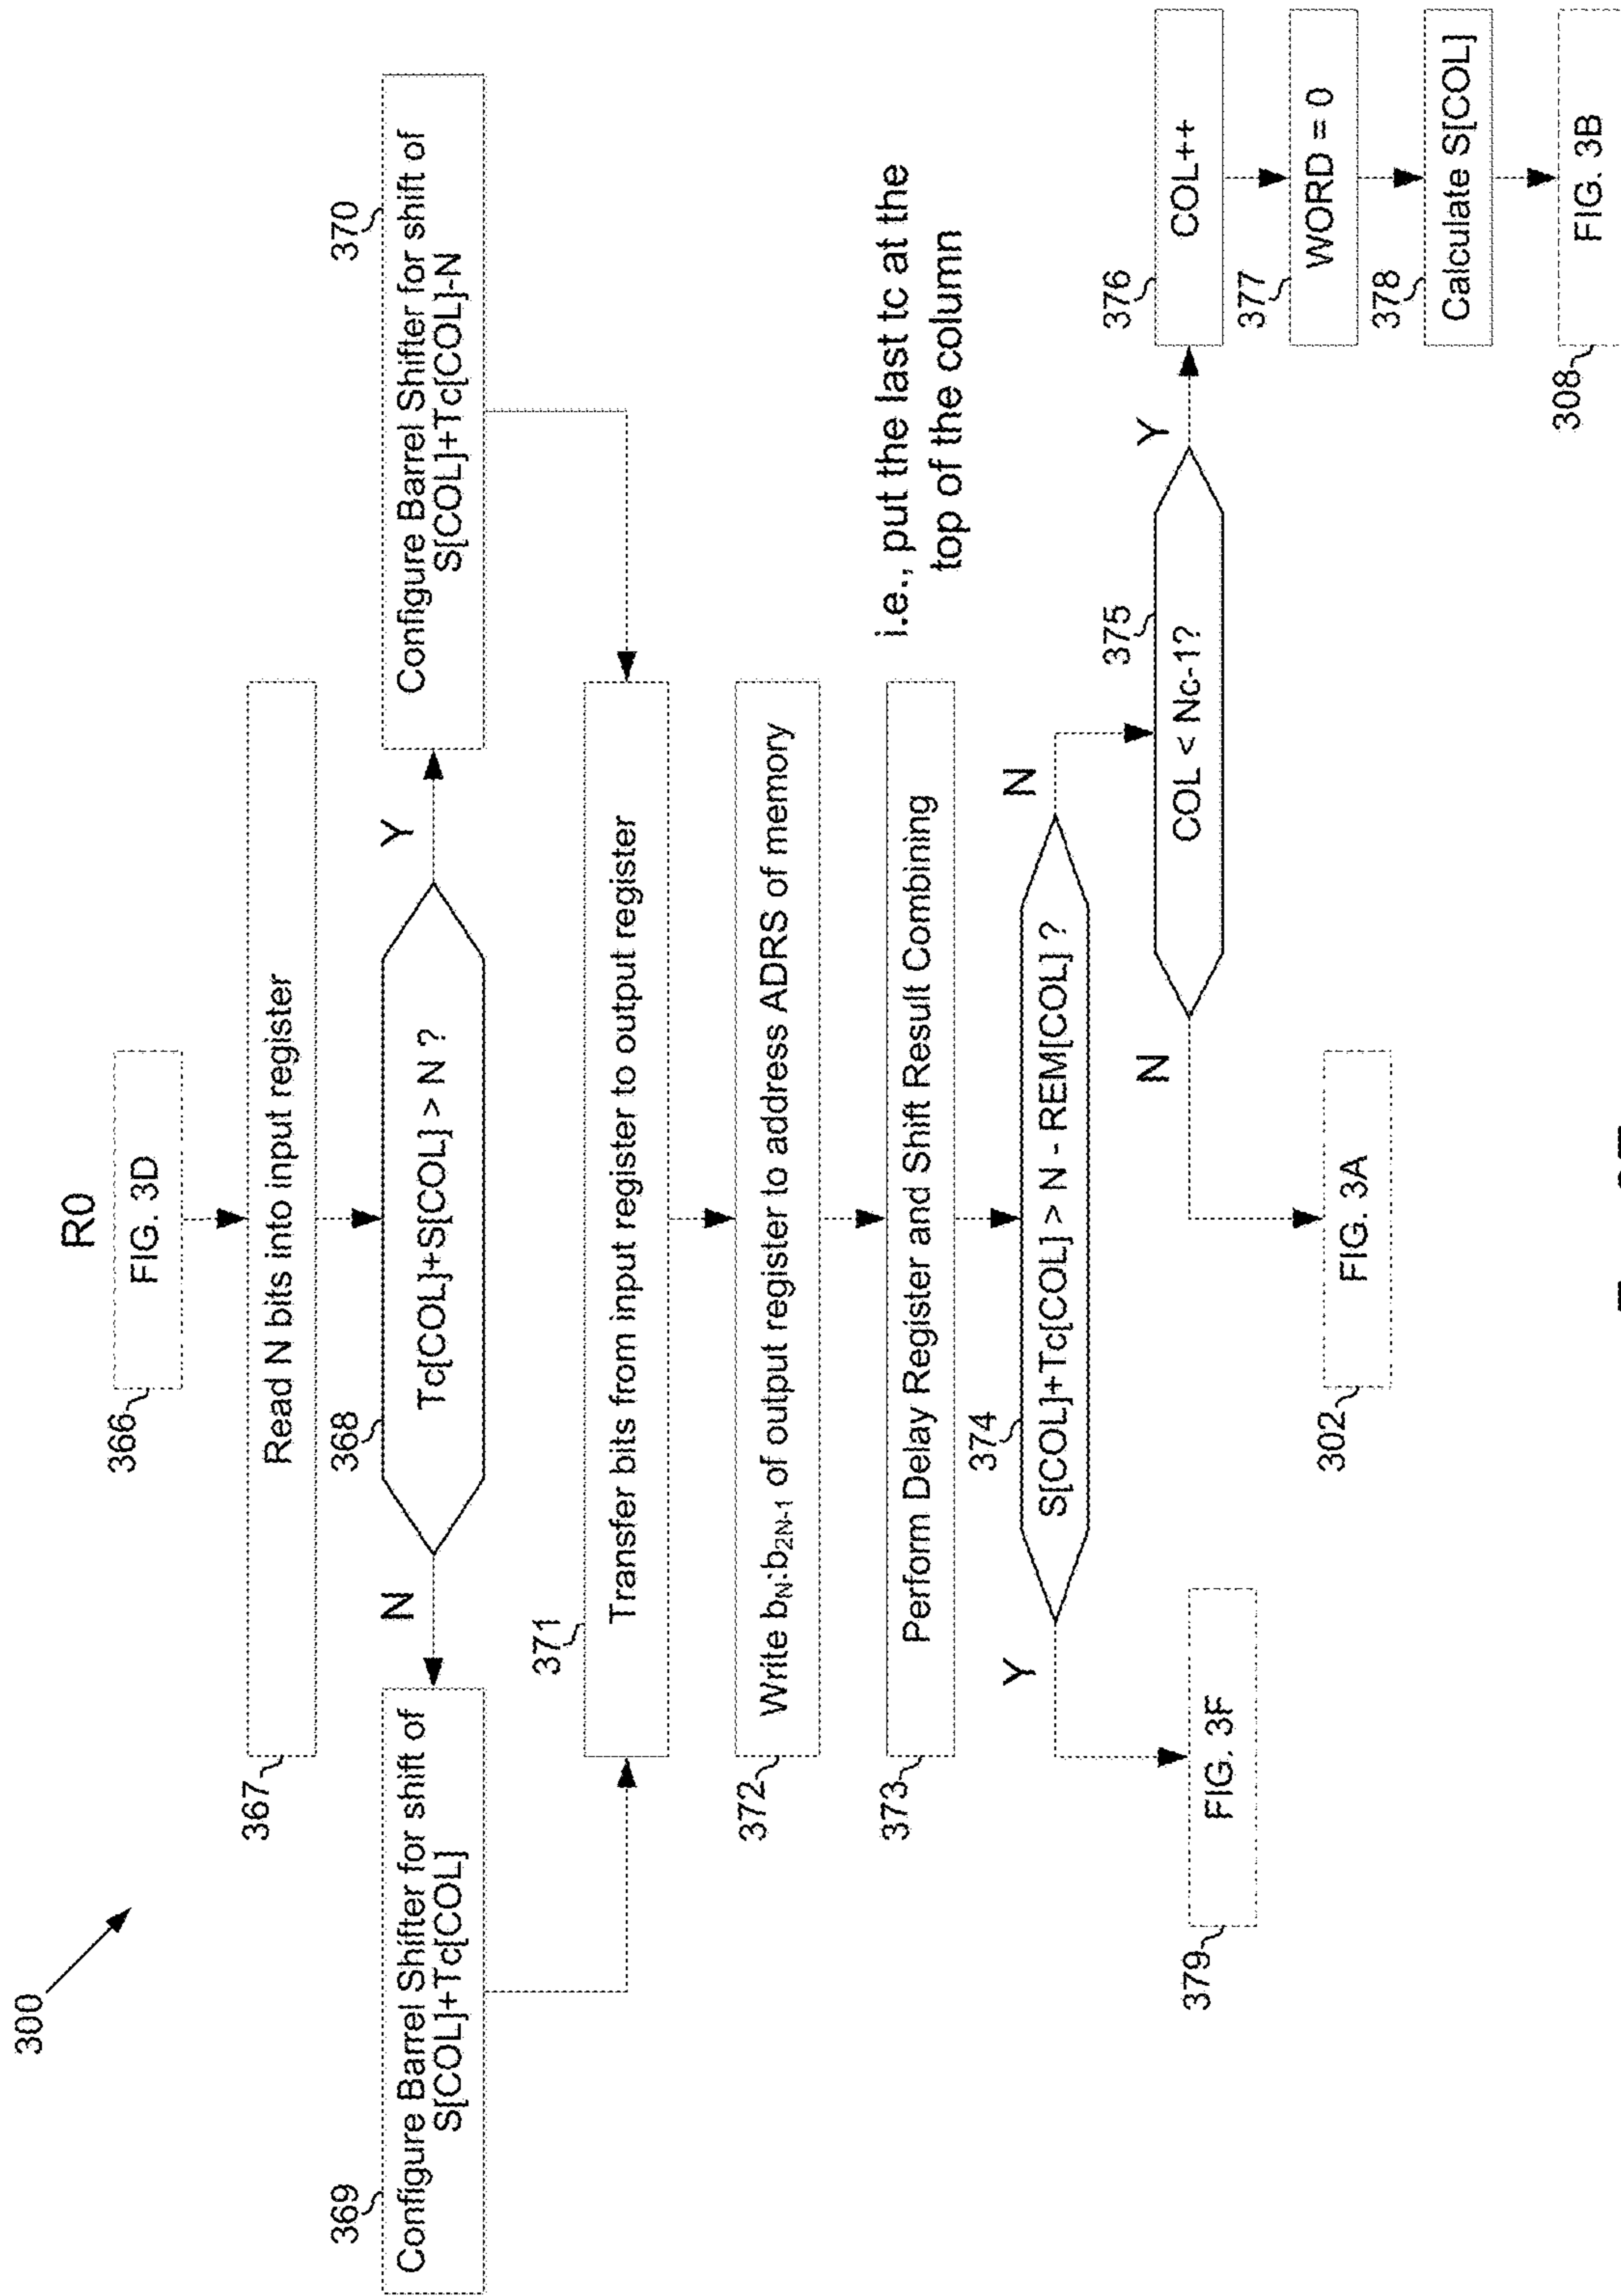 300
R0
366
FIG. 3D
367
Read N bits into input register
368
Tc[COL]+S[COL] > N ?
N
Y
369
Configure Barrel Shifter for shift of
S[COL]+Tc[COL]
370
Configure Barrel Shifter for shift of
S[COL]+Tc[COL]-N
371
Transfer bits from input register to output register
372
Write bN:b2N-1 of output register to address ADRS of memory
373
Perform Delay Register and Shift Result Combining
i.e., put the last tc at the
top of the column
374
S[COL]+Tc[COL] > N - REM[COL] ?
Y
N
379
FIG. 3F
375
COL < Nc-1?
N
Y
302
FIG. 3A
376
COL++
377
WORD = 0
378
Calculate S[COL]
308
FIG. 3B